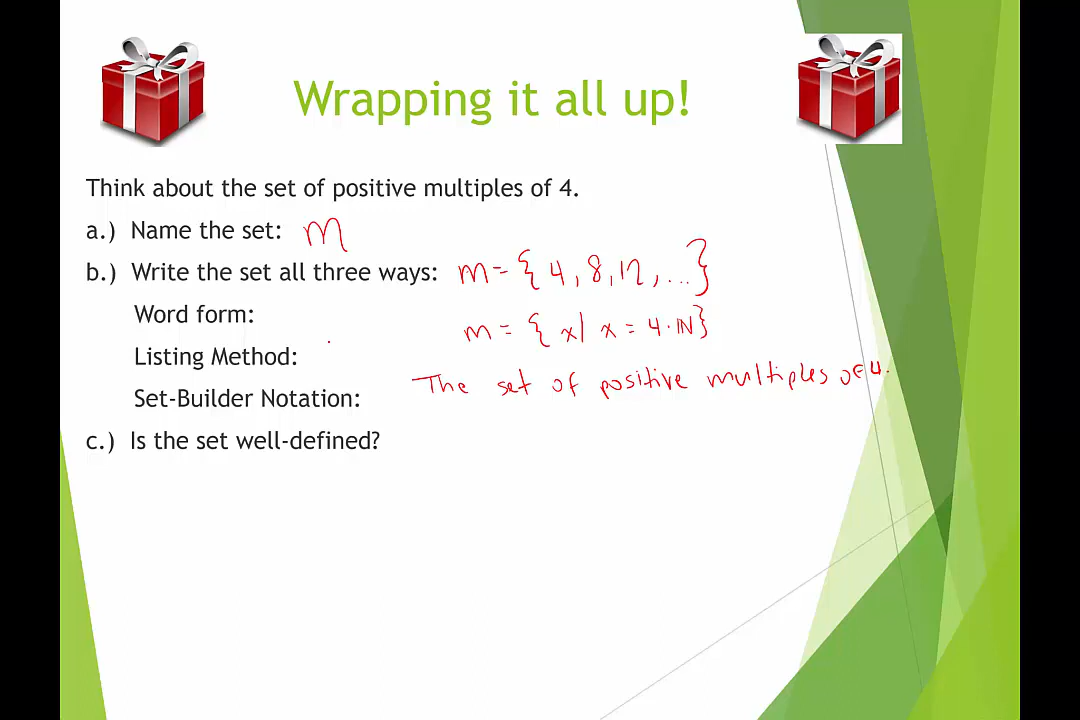 Wrapping it all up!
Think about the set of positive multiples of 4.
a.) Name the set: m
b.) Write the set all three ways: m = { 4, 8, 12, ... }
Word form:
m = { x | x = 4·ℕ }
Listing Method:
The set of positive multiples of 4.
Set-Builder Notation:
c.) Is the set well-defined?